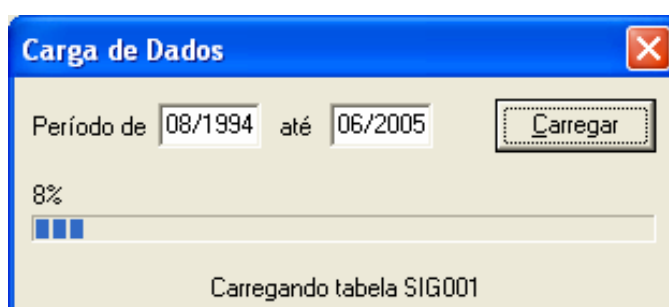 Carga de Dados
Período de 08/1994 até 06/2005 Carregar
8%
Carregando tabela SIG001